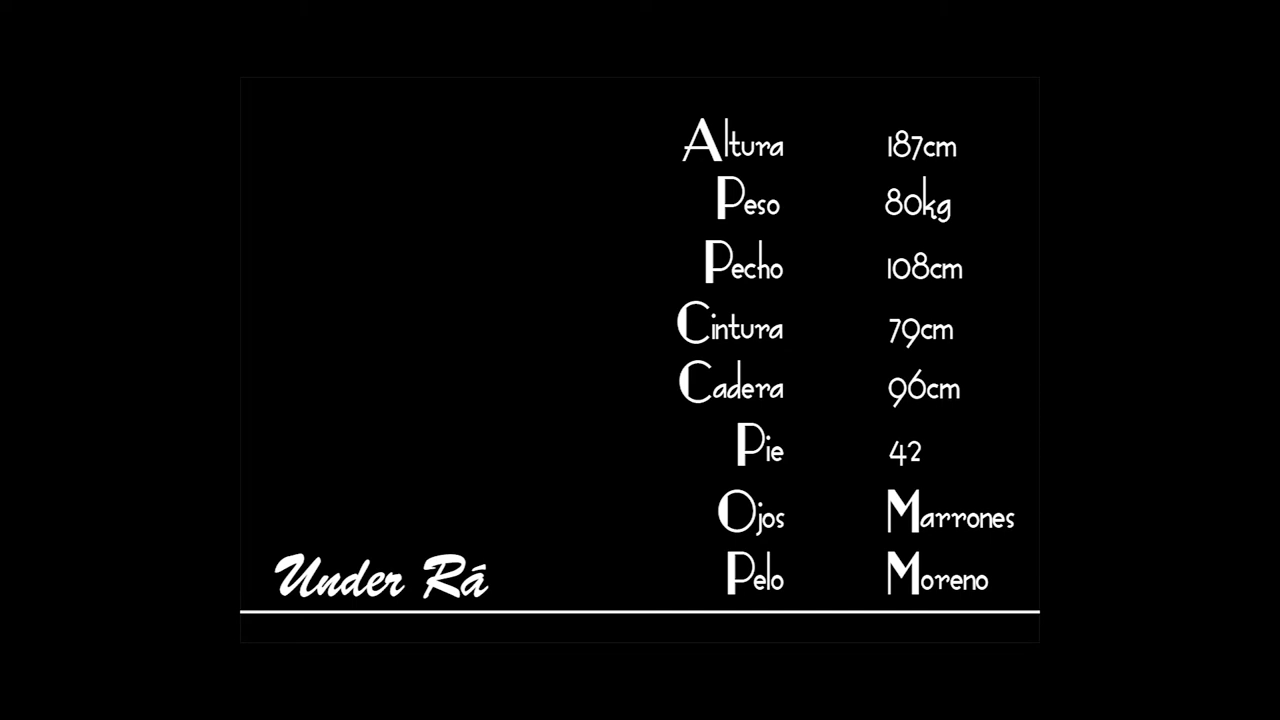 Altura 187cm
Peso 80kg
Pecho 108cm
Cintura 79cm
Cadera 96cm
Pie 42
Ojos Marrones
Pelo Moreno
Under Rá